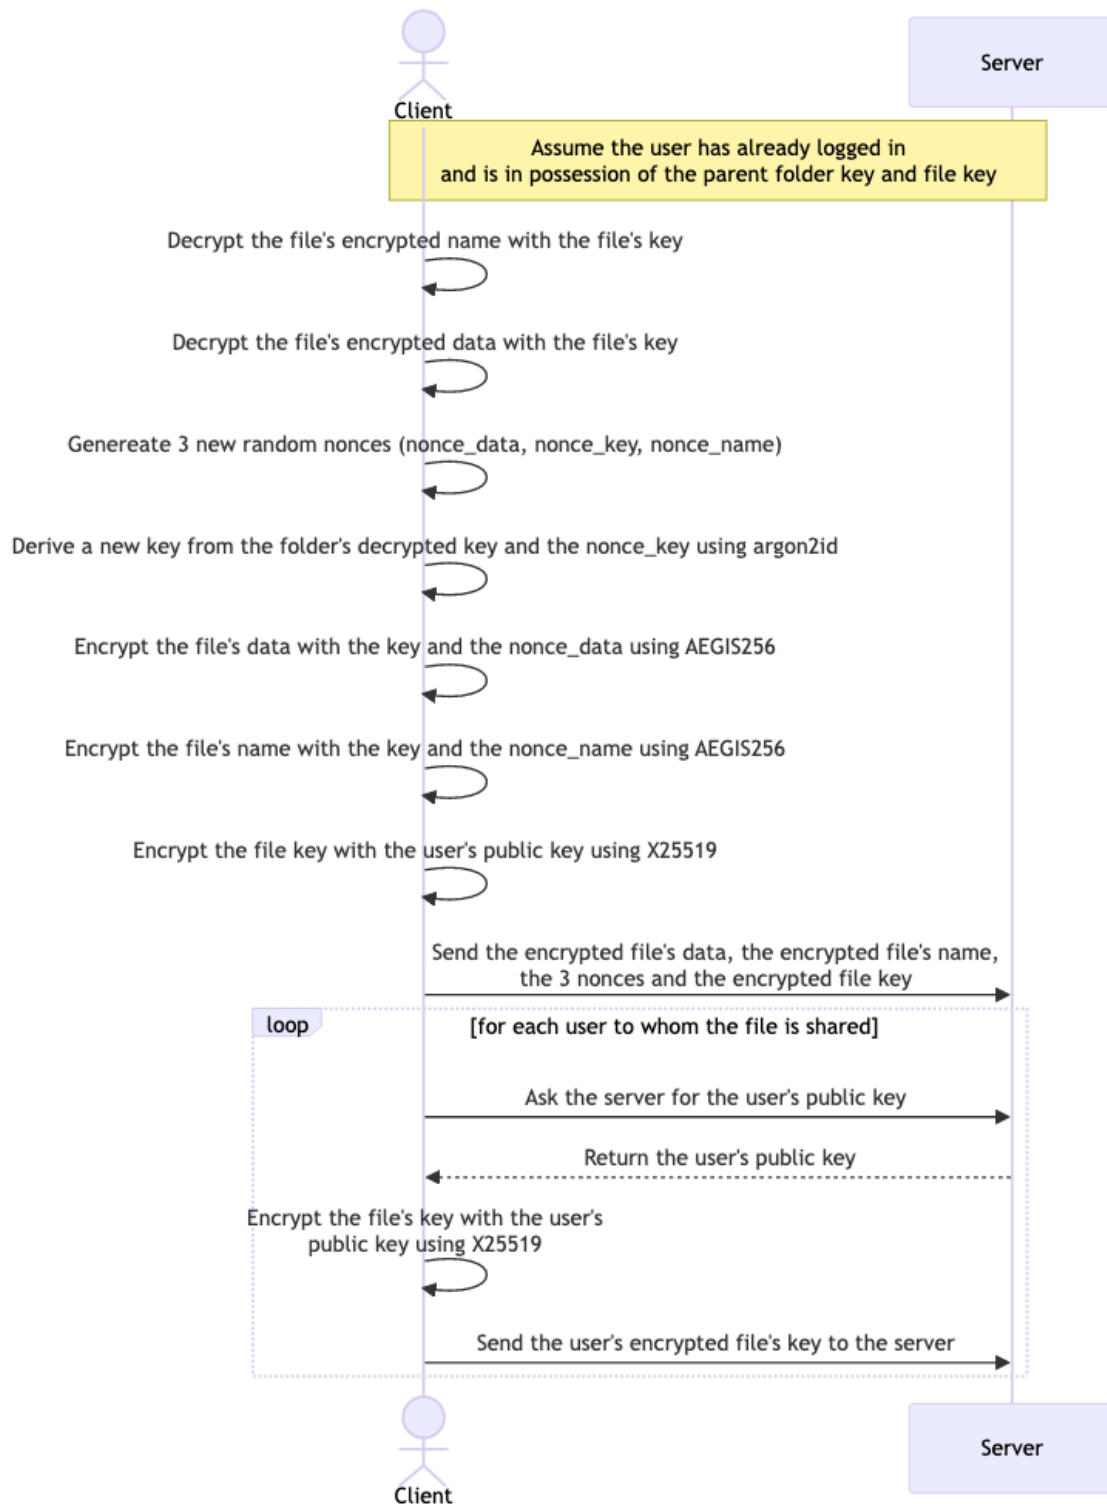 Server
Client
Assume the user has already logged in
and is in possession of the parent folder key and file key
Decrypt the file's encrypted name with the file's key
Decrypt the file's encrypted data with the file's key
Genereate 3 new random nonces (nonce_data, nonce_key, nonce_name)
Derive a new key from the folder's decrypted key and the nonce_key using argon2id
Encrypt the file's data with the key and the nonce_data using AEGIS256
Encrypt the file's name with the key and the nonce_name using AEGIS256
Encrypt the file key with the user's public key using X25519
Send the encrypted file's data, the encrypted file's name,
the 3 nonces and the encrypted file key
loop
[for each user to whom the file is shared]
Ask the server for the user's public key
Return the user's public key
Encrypt the file's key with the user's
public key using X25519
Send the user's encrypted file's key to the server
Server
Client